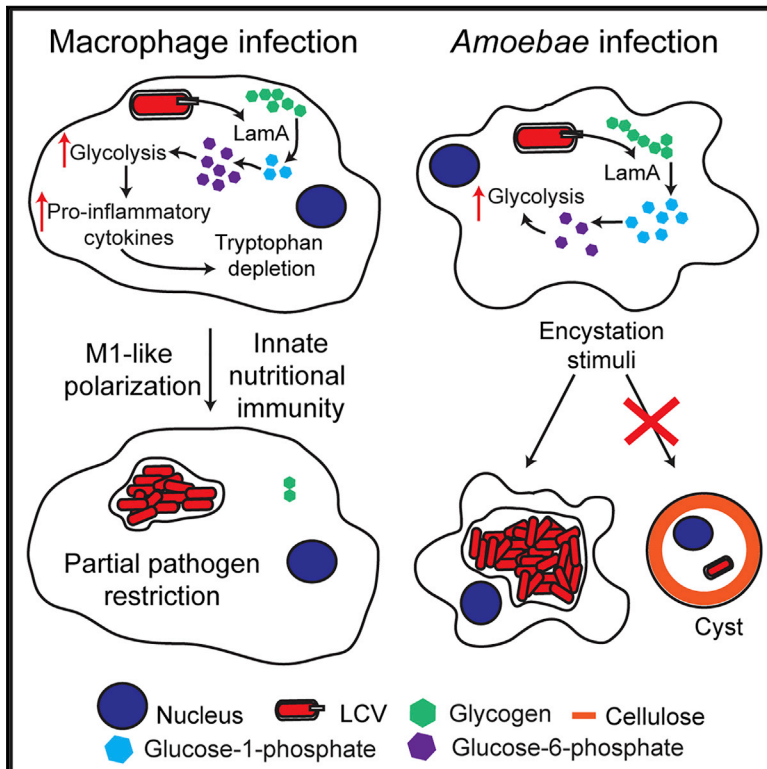 Macrophage infection
LamA
Glycolysis
Pro-inflammatory
cytokines
Tryptophan
depletion
M1-like
polarization
Innate
nutritional
immunity
Partial pathogen
restriction
Amoebae infection
LamA
Glycolysis
Encystation
stimuli
Cyst
Nucleus
LCV
Glycogen
Cellulose
Glucose-1-phosphate
Glucose-6-phosphate